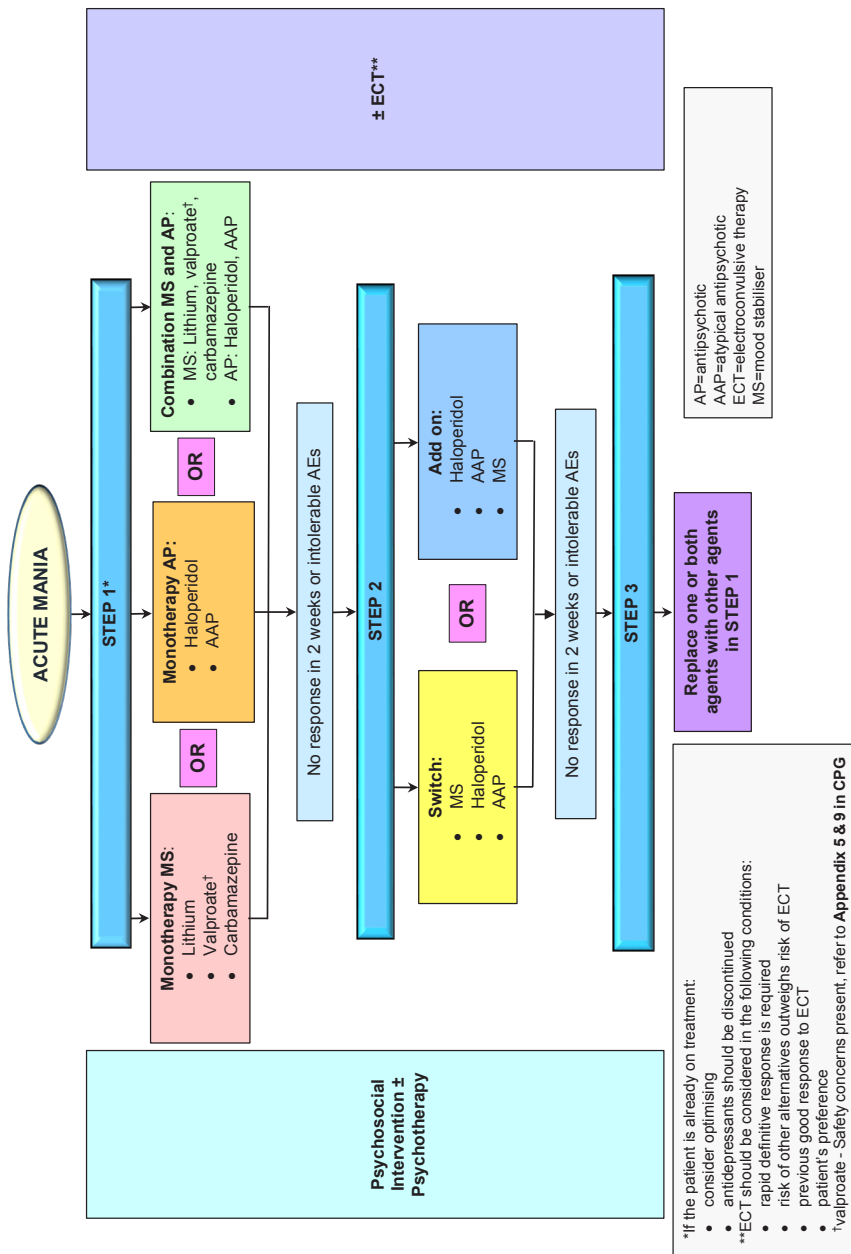 ACUTE MANIA
STEP 1*
Monotherapy MS:
• Lithium
• Valproate†
• Carbamazepine
OR
Monotherapy AP:
• Haloperidol
• AAP
OR
Combination MS and AP:
• MS: Lithium, valproate†,
carbamazepine
• AP: Haloperidol, AAP
No response in 2 weeks or intolerable AEs
STEP 2
Switch:
• MS
• Haloperidol
• AAP
OR
Add on:
• Haloperidol
• AAP
• MS
No response in 2 weeks or intolerable AEs
STEP 3
Replace one or both
agents with other agents
in STEP 1
Psychosocial
Intervention ±
Psychotherapy
± ECT**
*If the patient is already on treatment:
• consider optimising
• antidepressants should be discontinued
**ECT should be considered in the following conditions:
• rapid definitive response is required
• risk of other alternatives outweighs risk of ECT
• previous good response to ECT
• patient's preference
†valproate - Safety concerns present, refer to Appendix 5 & 9 in CPG
AP=antipsychotic
AAP=atypical antipsychotic
ECT=electroconvulsive therapy
MS=mood stabiliser